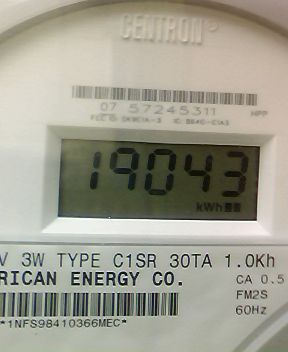 CENTRON®
07 57245311 HPP
19043
kWh
V 3W TYPE C1SR 30TA 1.0Kh
RICAN ENERGY CO. CA 0.5
FM2S
*1NFS98410366MEC* 60Hz